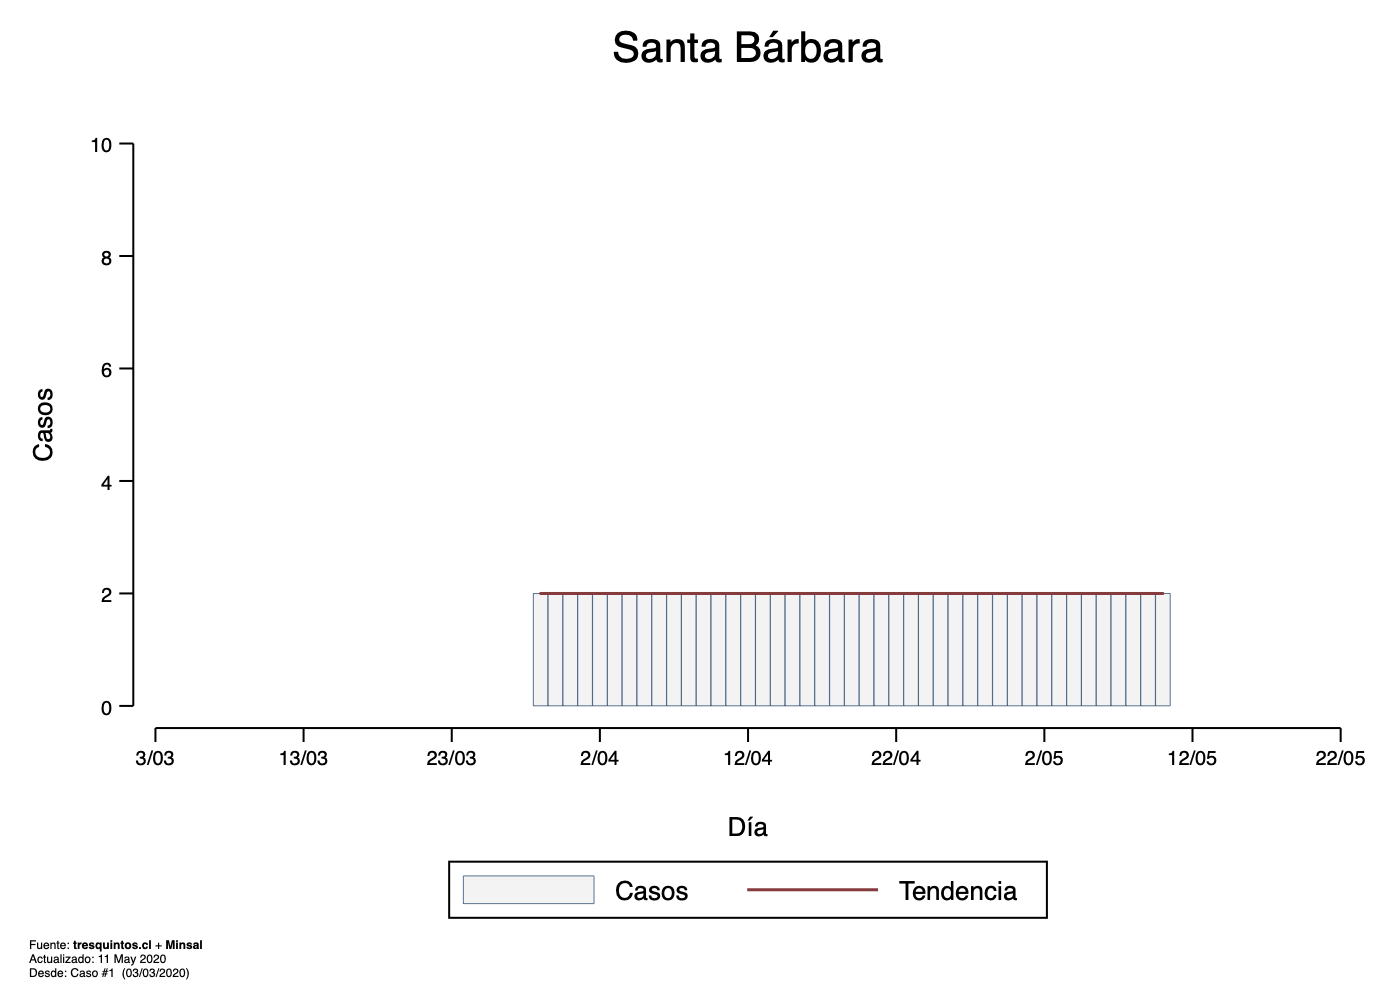 Santa Bárbara
10
8
6
4
2
0
Casos
3/03 13/03 23/03 2/04 12/04 22/04 2/05 12/05 22/05
Día
Casos Tendencia
Fuente: tresquintos.cl + Minsal
Actualizado: 11 May 2020
Desde: Caso #1 (03/03/2020)